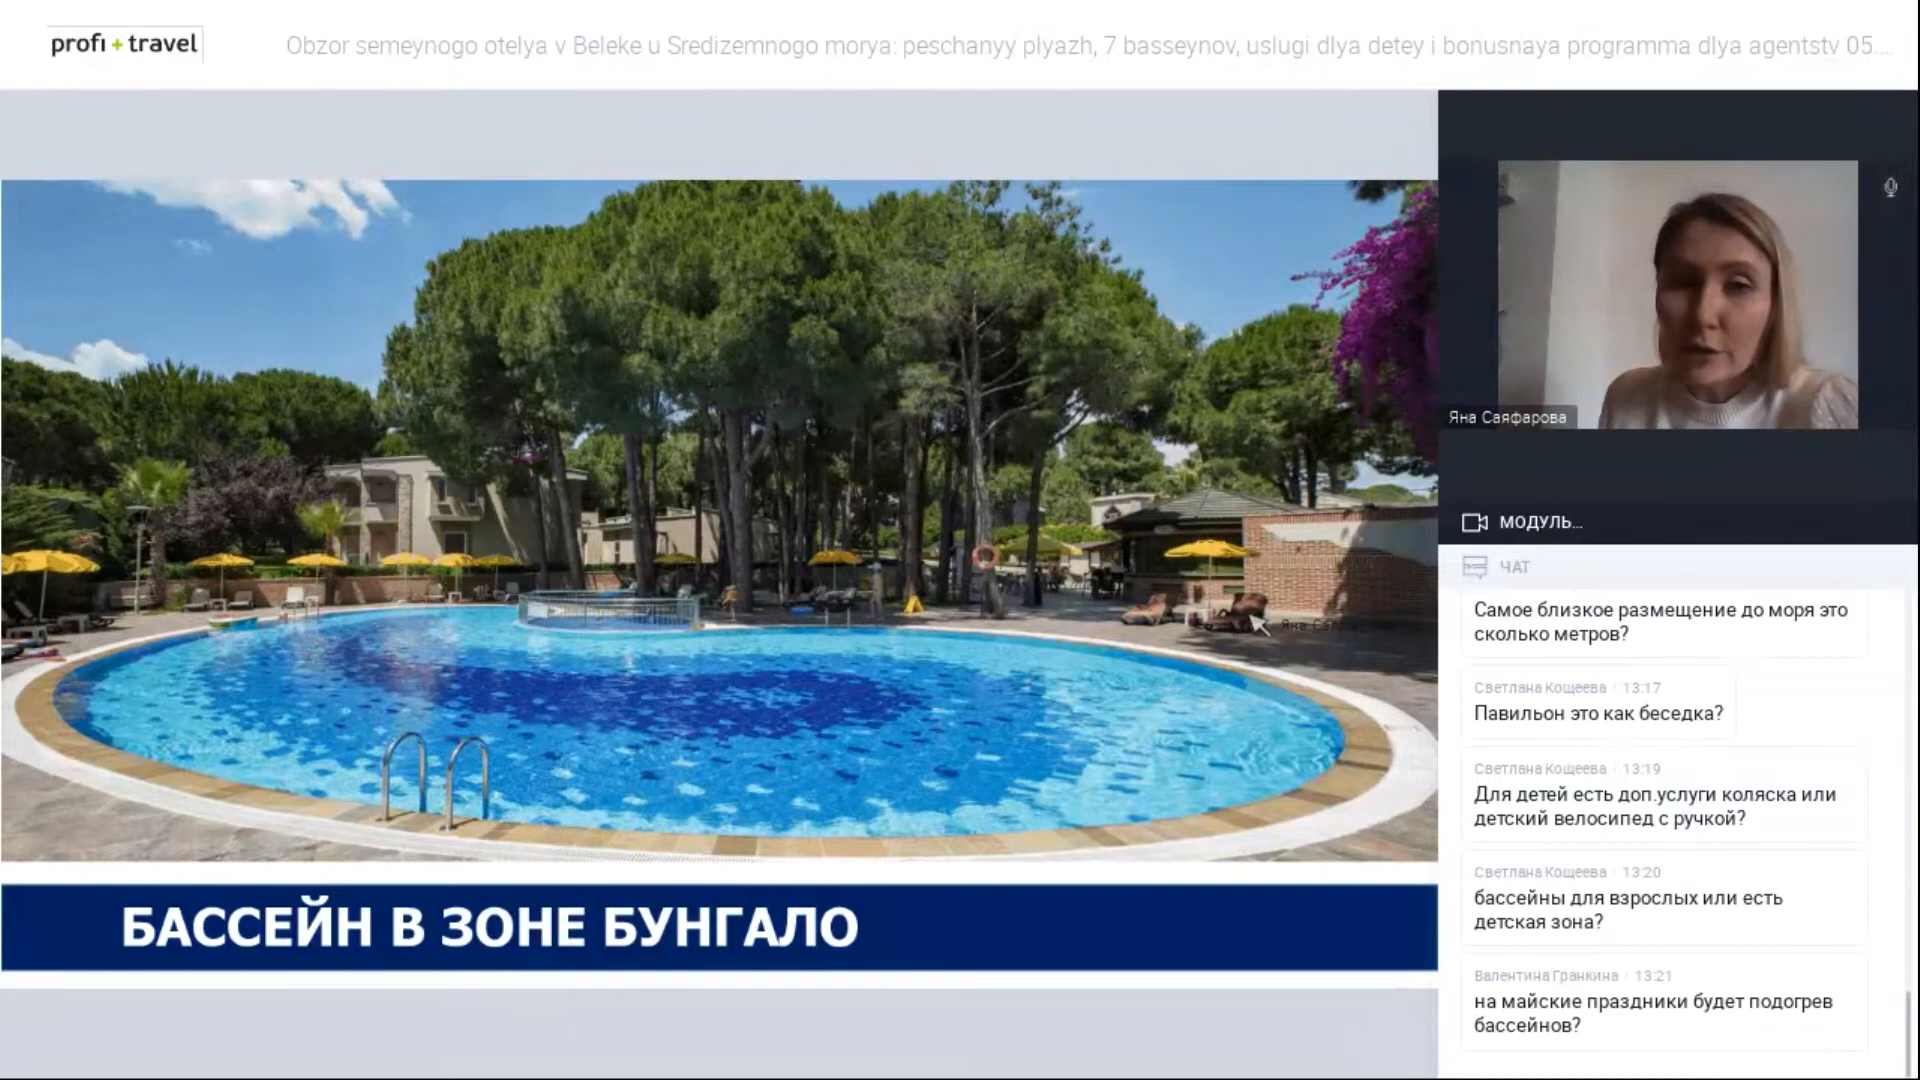 profi + travel
Obzor semeynogo otelya v Beleke u Sredizemnogo morya: peschanyy plyazh, 7 basseynov, uslugi dlya detey i bonusnaya programma dlya agentstv 05....
Яна Саяфарова
МОДУЛЬ...
ЧАТ
Самое близкое размещение до моря это
сколько метров?
Светлана Кощеева 13:17
Павильон это как беседка?
Светлана Кощеева 13:19
Для детей есть доп.услуги коляска или
детский велосипед с ручкой?
Светлана Кощеева 13:20
бассейны для взрослых или есть
детская зона?
Валентина Гранкина 13:21
на майские праздники будет подогрев
бассейнов?
БАССЕЙН В ЗОНЕ БУНГАЛО